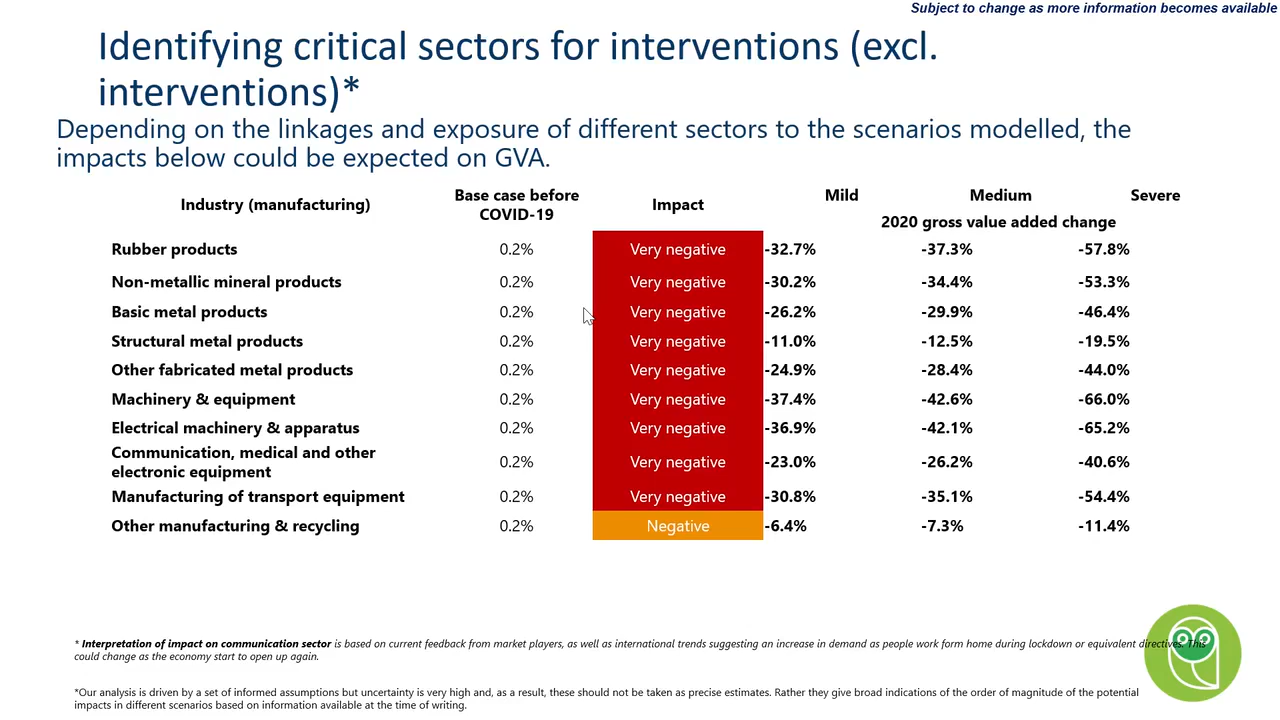 Subject to change as more information becomes available
Identifying critical sectors for interventions (excl.
interventions)*
Depending on the linkages and exposure of different sectors to the scenarios modelled, the
impacts below could be expected on GVA.
Industry (manufacturing) Base case before COVID-19 Impact Mild Medium Severe
2020 gross value added change
Rubber products 0.2% Very negative -32.7% -37.3% -57.8%
Non-metallic mineral products 0.2% Very negative -30.2% -34.4% -53.3%
Basic metal products 0.2% Very negative -26.2% -29.9% -46.4%
Structural metal products 0.2% Very negative -11.0% -12.5% -19.5%
Other fabricated metal products 0.2% Very negative -24.9% -28.4% -44.0%
Machinery & equipment 0.2% Very negative -37.4% -42.6% -66.0%
Electrical machinery & apparatus 0.2% Very negative -36.9% -42.1% -65.2%
Communication, medical and other
electronic equipment 0.2% Very negative -23.0% -26.2% -40.6%
Manufacturing of transport equipment 0.2% Very negative -30.8% -35.1% -54.4%
Other manufacturing & recycling 0.2% Negative -6.4% -7.3% -11.4%
* Interpretation of impact on communication sector is based on current feedback from market players, as well as international trends suggesting an increase in demand as people work form home during lockdown or equivalent directives. This
could change as the economy start to open up again.
*Our analysis is driven by a set of informed assumptions but uncertainty is very high and, as a result, these should not be taken as precise estimates. Rather they give broad indications of the order of magnitude of the potential
impacts in different scenarios based on information available at the time of writing.